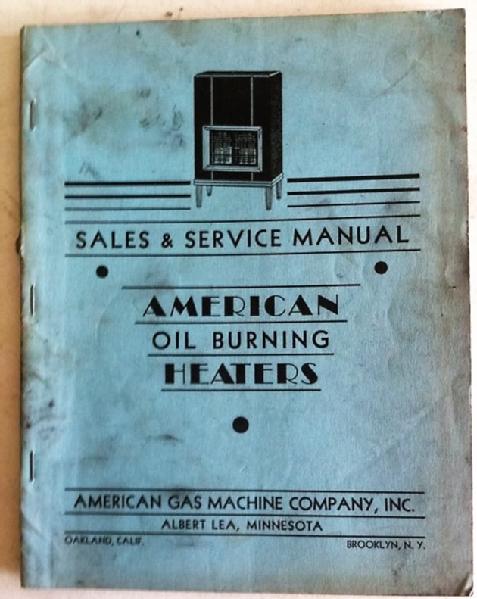 SALES & SERVICE MANUAL
AMERICAN
OIL BURNING
HEATERS
AMERICAN GAS MACHINE COMPANY, INC.
ALBERT LEA, MINNESOTA
OAKLAND, CALIF.
BROOKLYN, N. Y.